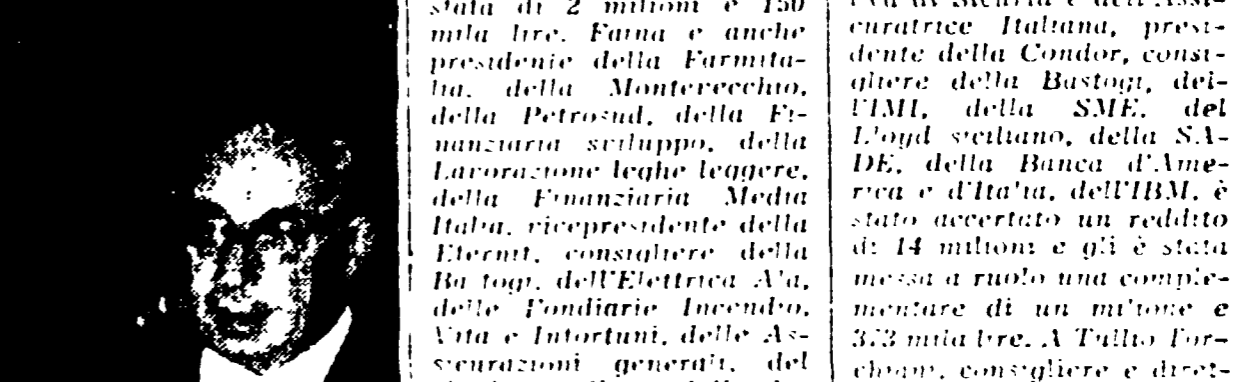 stata di 2 milioni e 150
mila lire. Faina e anche
presidente della Farmita-
lia, della Montevecchio,
della Petrosud, della Fi-
nanziaria sviluppo, della
Lavorazione leghe leggere,
della Finanziaria Media
Italia, vicepresidente della
Eternit, consigliere della
Bastogi, dell'Elettrica
delle Fondiarie Incendio,
Vita e Infortuni, delle As-
sicurazioni generali, del
curatrice Italiana, presi-
dente della Condor, consi-
gliere della Bastogi, del-
l'IMI, della SME, del
Lloyd siciliano, della SA-
DE, della Banca d'Ame-
rica e d'Italia, dell'IBM, è
stato accertato un reddito
di 14 milioni e gli è stata
messa a ruolo una comple-
mentare di un milione e
373 mila lire. A Tullio Tor-
chiani, consigliere e diret-